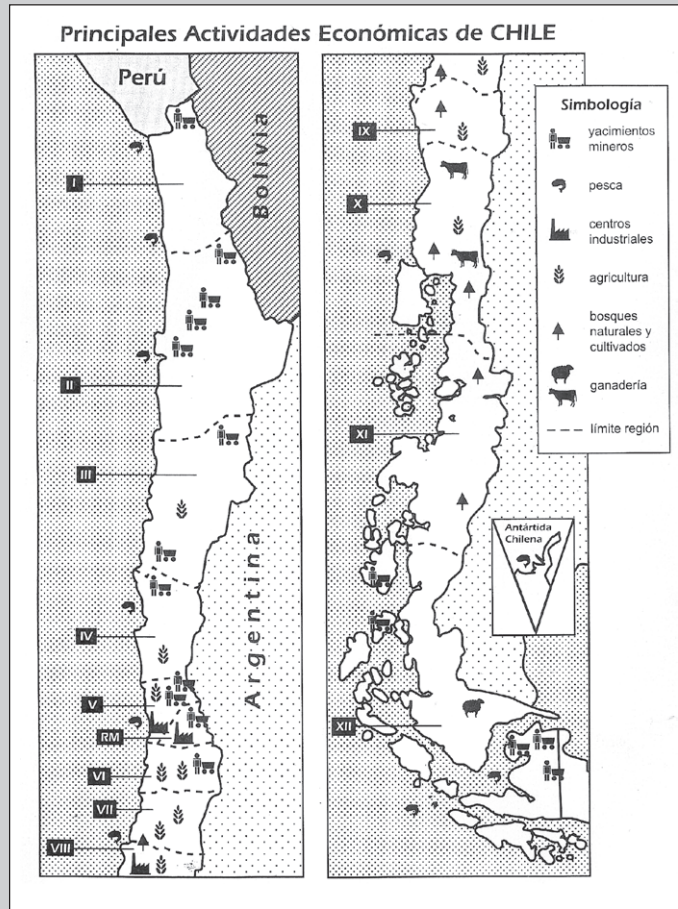 Principales Actividades Económicas de CHILE
Perú
Bolivia
Argentina
I
II
III
IV
V
RM
VI
VII
VIII
IX
X
XI
XII
Antártida
Chilena
Simbología
yacimientos
mineros
pesca
centros
industriales
agricultura
bosques
naturales y
cultivados
ganadería
límite región